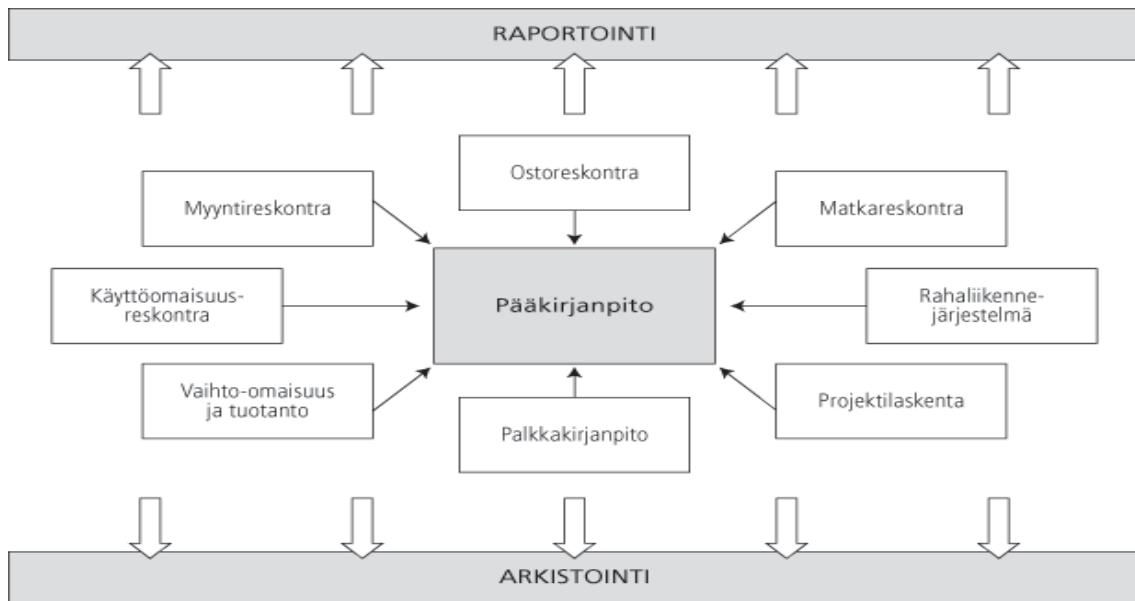 RAPORTOINTI
Ostoreskontra
Myyntireskontra
Matkareskontra
Käyttöomaisuus-
reskontra
Pääkirjanpito
Rahaliikenne-
järjestelmä
Vaihto-omaisuus
ja tuotanto
Palkkakirjanpito
Projektilaskenta
ARKISTOINTI